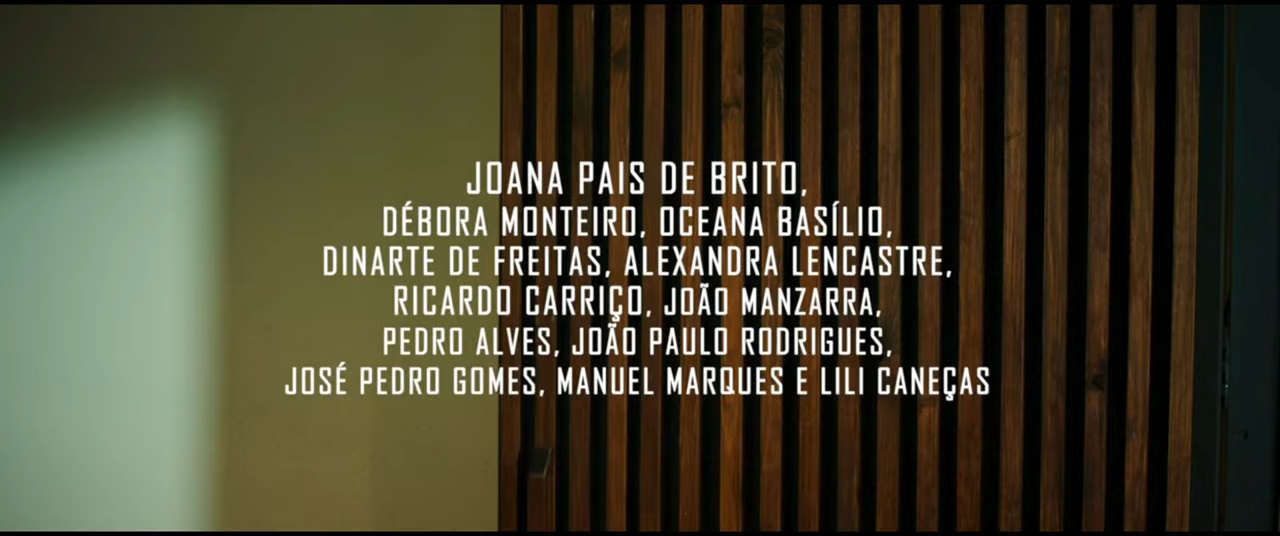 JOANA PAIS DE BRITO,
DÉBORA MONTEIRO, OCEANA BASÍLIO,
DINARTE DE FREITAS, ALEXANDRA LENCASTRE,
RICARDO CARRIÇO, JOÃO MANZARRA,
PEDRO ALVES, JOÃO PAULO RODRIGUES,
JOSÉ PEDRO GOMES, MANUEL MARQUES E LILI CANEÇAS